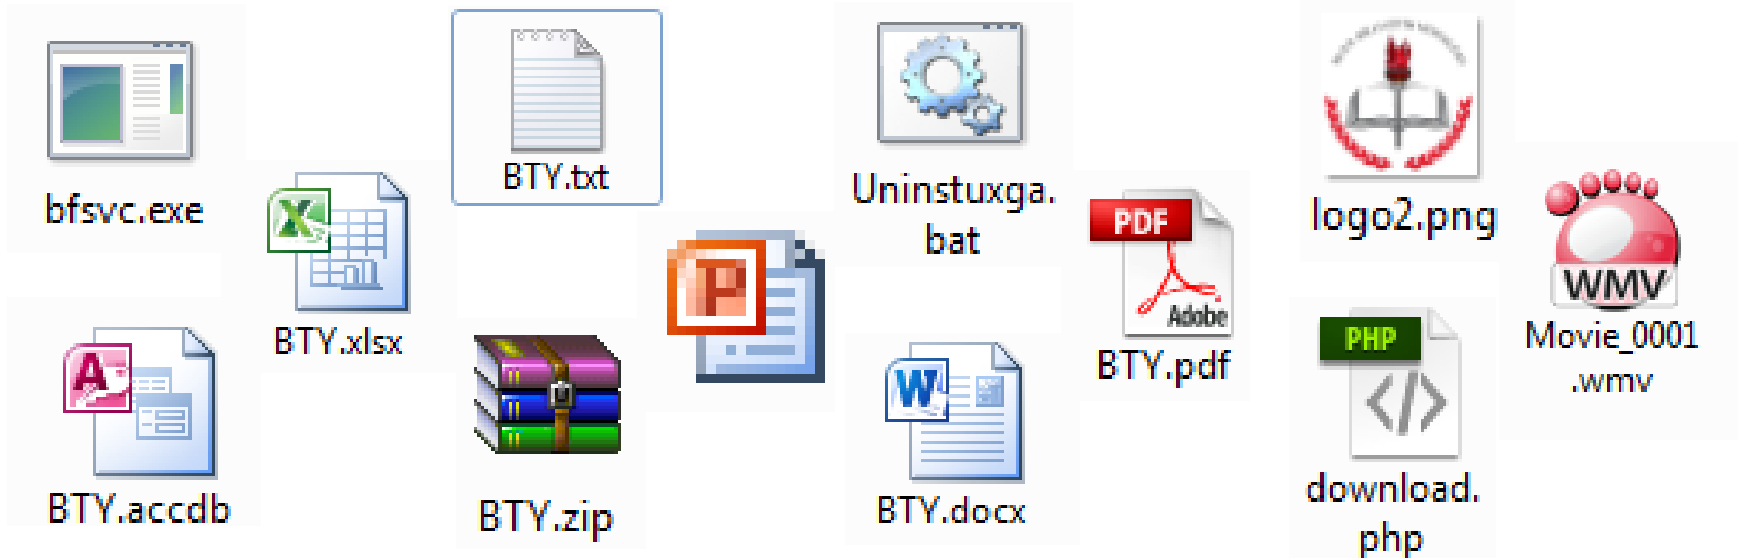 bfsvc.exe
X
BTY.xlsx
A
BTY.accdb
BTY.txt
BTY.zip
P
Uninstuxga.
bat
W
BTY.docx
PDF
Adobe
BTY.pdf
logo2.png
PHP
</>
download.
php
WMV
Movie_0001
.wmv